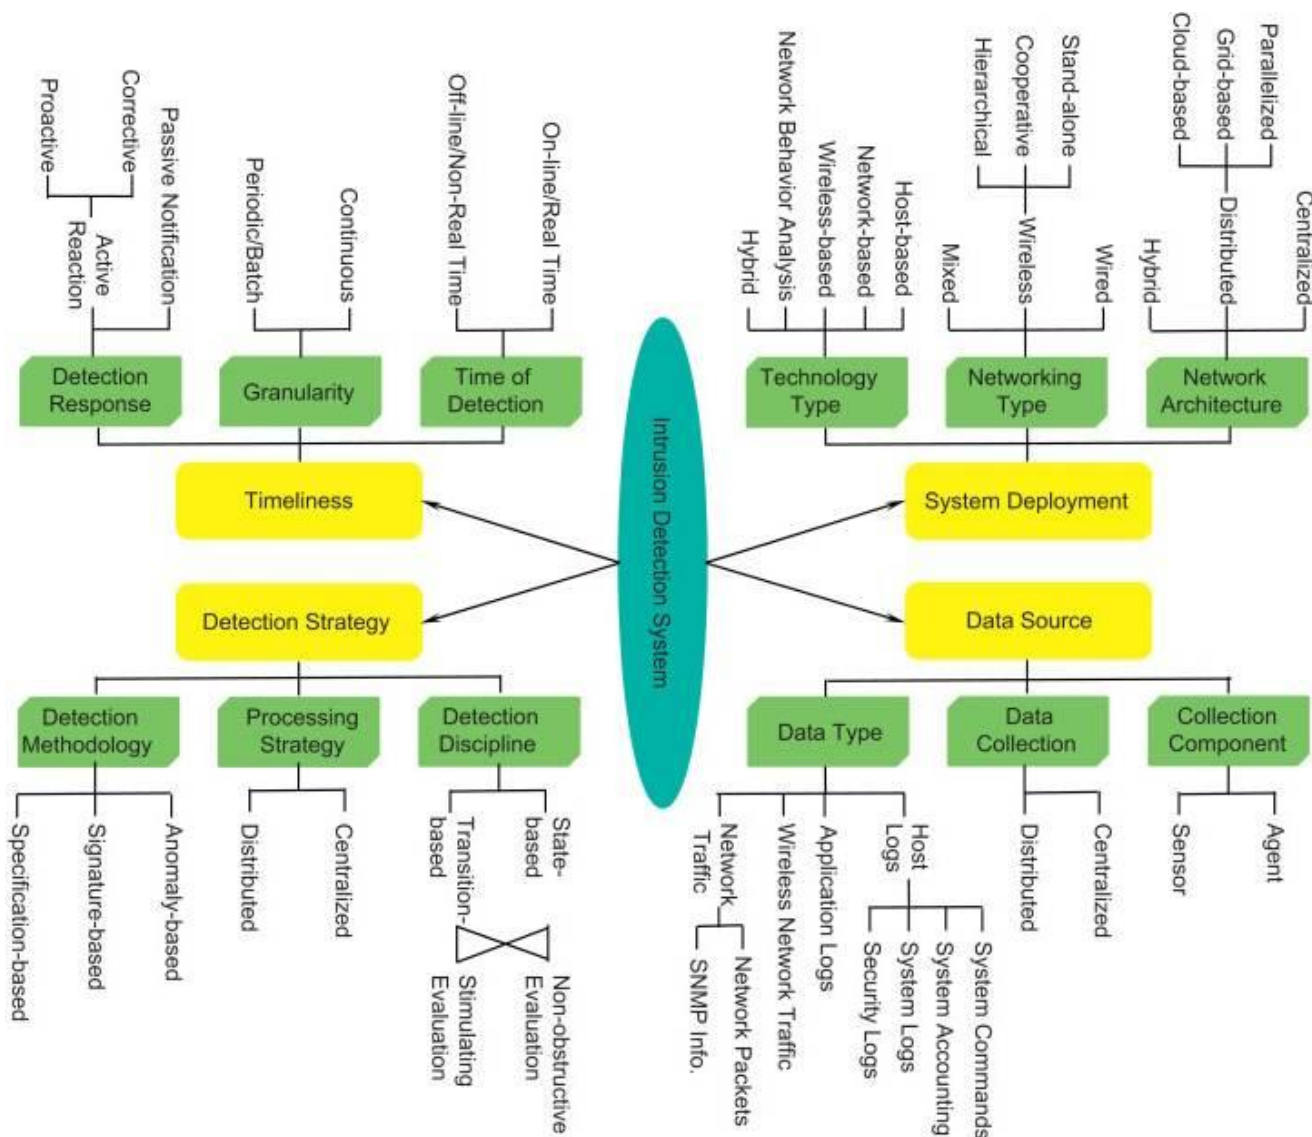 Proactive
Corrective
Passive Notification
Active
Reaction
Periodic/Batch
Continuous
Off-line/Non-Real Time
On-line/Real Time
Detection
Response
Granularity
Time of
Detection
Timeliness
Hybrid
Network Behavior Analysis
Wireless-based
Network-based
Host-based
Hierarchical
Cooperative
Stand-alone
Mixed
Wireless
Wired
Cloud-based
Grid-based
Parallelized
Hybrid
Distributed
Centralized
Technology
Type
Networking
Type
Network
Architecture
System Deployment
Intrusion Detection System
Detection Strategy
Detection
Methodology
Processing
Strategy
Detection
Discipline
Specification-based
Signature-based
Anomaly-based
Distributed
Centralized
Transition-
based
State-
based
Stimulating
Evaluation
Non-obstructive
Evaluation
Data Source
Data Type
Data
Collection
Collection
Component
Network
Traffic
Wireless Network Traffic
Application Logs
Host
Logs
SNMP Info.
Network Packets
Security Logs
System Logs
System Accounting
System Commands
Distributed
Centralized
Sensor
Agent